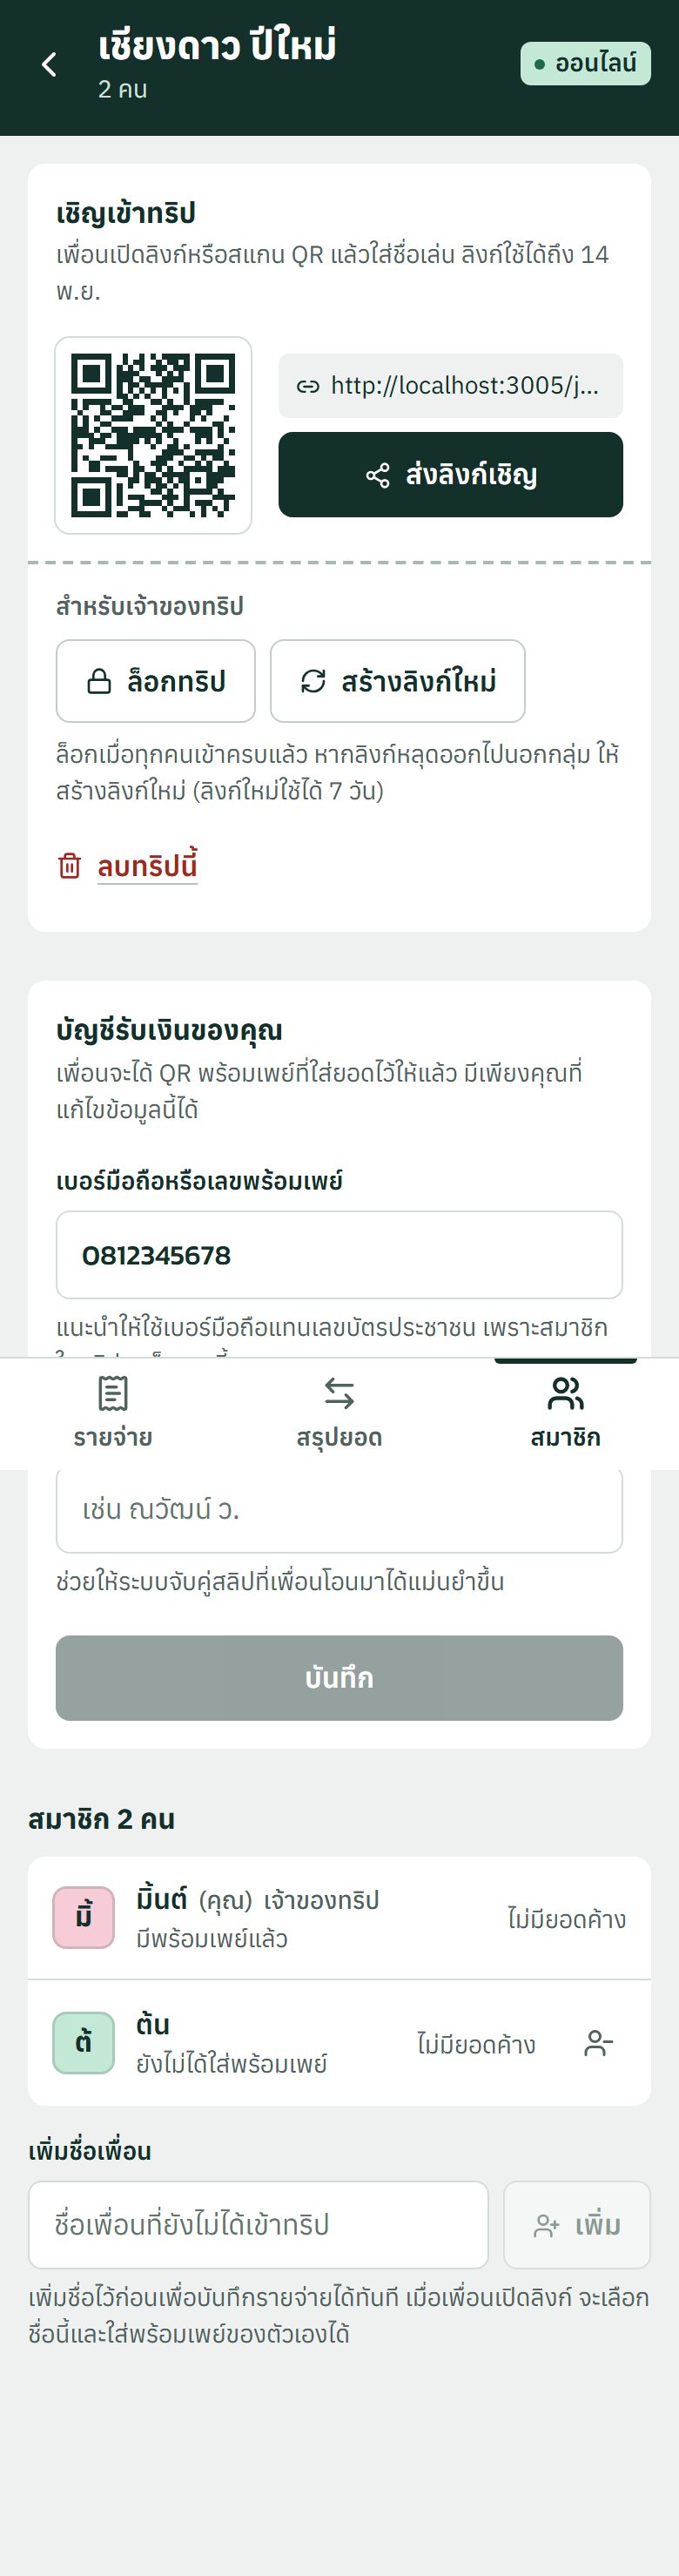 เชียงดาว ปีใหม่
2 คน
ออนไลน์
เชิญเข้าทริป
เพื่อนเปิดลิงก์หรือสแกน QR แล้วใส่ชื่อเล่น ลิงก์ใช้ได้ถึง 14
พ.ย.
http://localhost:3005/j...
ส่งลิงก์เชิญ
สำหรับเจ้าของทริป
ล็อกทริป
สร้างลิงก์ใหม่
ล็อกเมื่อทุกคนเข้าครบแล้ว หากลิงก์หลุดออกไปนอกกลุ่ม ให้
สร้างลิงก์ใหม่ (ลิงก์ใหม่ใช้ได้ 7 วัน)
ลบทริปนี้
บัญชีรับเงินของคุณ
เพื่อนจะได้ QR พร้อมเพย์ที่ใส่ยอดไว้ให้แล้ว มีเพียงคุณที่
แก้ไขข้อมูลนี้ได้
เบอร์มือถือหรือเลขพร้อมเพย์
0812345678
แนะนำให้ใช้เบอร์มือถือแทนเลขบัตรประชาชน เพราะสมาชิก
รายจ่าย
สรุปยอด
สมาชิก
เช่น ณวัฒน์ ว.
ช่วยให้ระบบจับคู่สลิปที่เพื่อนโอนมาได้แม่นยำขึ้น
บันทึก
สมาชิก 2 คน
มิ้
มิ้นต์ (คุณ) เจ้าของทริป
มีพร้อมเพย์แล้ว
ไม่มียอดค้าง
ต้
ต้น
ยังไม่ได้ใส่พร้อมเพย์
ไม่มียอดค้าง
เพิ่มชื่อเพื่อน
ชื่อเพื่อนที่ยังไม่ได้เข้าทริป
เพิ่ม
เพิ่มชื่อไว้ก่อนเพื่อบันทึกรายจ่ายได้ทันที เมื่อเพื่อนเปิดลิงก์ จะเลือก
ชื่อนี้และใส่พร้อมเพย์ของตัวเองได้